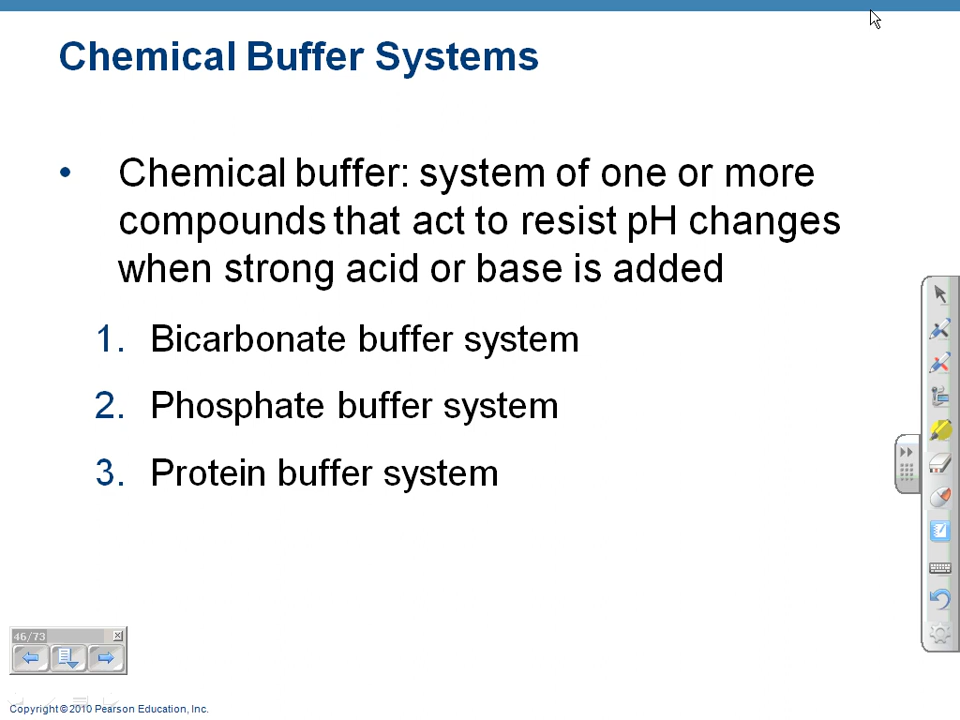 Chemical Buffer Systems
• Chemical buffer: system of one or more
compounds that act to resist pH changes
when strong acid or base is added
1. Bicarbonate buffer system
2. Phosphate buffer system
3. Protein buffer system
46/73
Copyright © 2010 Pearson Education, Inc.